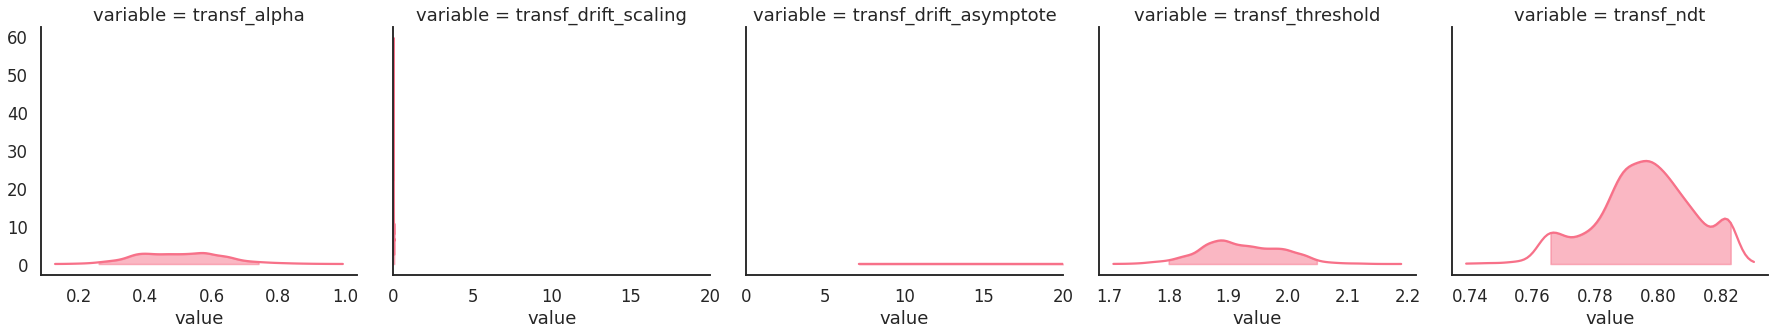 variable = transf_alpha
variable = transf_drift_scaling
variable = transf_drift_asymptote
variable = transf_threshold
variable = transf_ndt
60
50
40
30
20
10
0
0.2 0.4 0.6 0.8 1.0
0 5 10 15 20
0 5 10 15 20
1.7 1.8 1.9 2.0 2.1 2.2
0.74 0.76 0.78 0.80 0.82
value
value
value
value
value